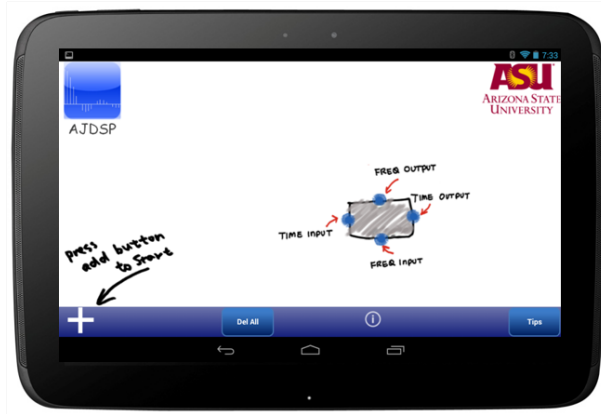 7:33
AJDSP
ASU
ARIZONA STATE
UNIVERSITY
FREQ OUTPUT
TIME OUTPUT
TIME INPUT
FREQ INPUT
press
add button
to start
Del All
Tips